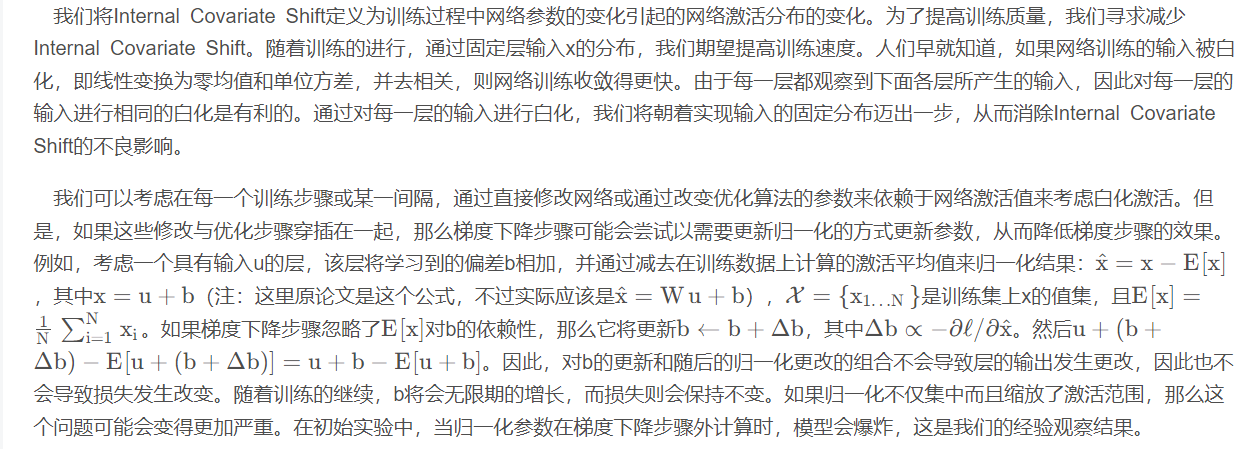 我们将Internal Covariate Shift定义为训练过程中网络参数的变化引起的网络激活分布的变化。为了提高训练质量，我们寻求减少
Internal Covariate Shift。随着训练的进行，通过固定层输入x的分布，我们期望提高训练速度。人们早就知道，如果网络训练的输入被白
化，即线性变换为零均值和单位方差，并去相关，则网络训练收敛得更快。由于每一层都观察到下面各层所产生的输入，因此对每一层的
输入进行相同的白化是有利的。通过对每一层的输入进行白化，我们将朝着实现输入的固定分布迈出一步，从而消除Internal Covariate
Shift的不良影响。
我们可以考虑在每一个训练步骤或某一间隔，通过直接修改网络或通过改变优化算法的参数来依赖于网络激活值来考虑白化激活。但
是，如果这些修改与优化步骤穿插在一起，那么梯度下降步骤可能会尝试以需要更新归一化的方式更新参数，从而降低梯度步骤的效果。
例如，考虑一个具有输入u的层，该层将学习到的偏差b相加，并通过减去在训练数据上计算的激活平均值来归一化结果：x̂ = x − E[x]
，其中x = u + b（注：这里原论文是这个公式，不过实际应该是x̂ = W u + b），𝒳 = {x₁…N }是训练集上x的值集，且E[x] =
1/N ∑ᵢ₌₁ᴺ xᵢ。如果梯度下降步骤忽略了E[x]对b的依赖性，那么它将更新b ← b + Δb，其中Δb ∝ −∂ℓ/∂x̂。然后u + (b +
Δb) − E[u + (b + Δb)] = u + b − E[u + b]。因此，对b的更新和随后的归一化更改的组合不会导致层的输出发生更改，因此也不
会导致损失发生改变。随着训练的继续，b将会无限期的增长，而损失则会保持不变。如果归一化不仅集中而且缩放了激活范围，那么这
个问题可能会变得更加严重。在初始实验中，当归一化参数在梯度下降步骤外计算时，模型会爆炸，这是我们的经验观察结果。